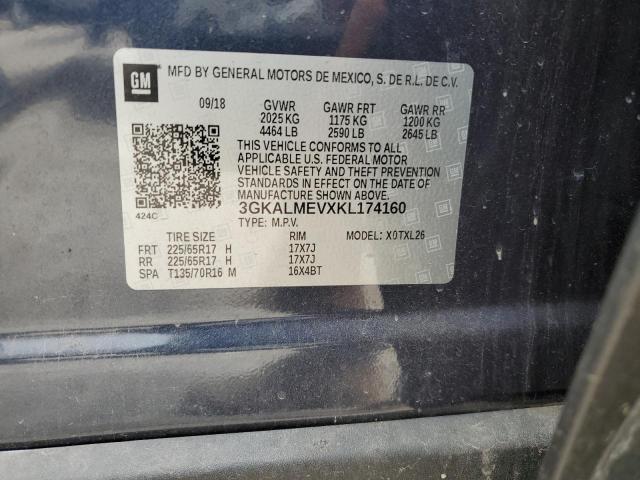 GM
MFD BY GENERAL MOTORS DE MEXICO, S. DE R.L. DE C.V.
09/18 GVWR GAWR FRT GAWR RR
2025 KG 1175 KG 1200 KG
4464 LB 2590 LB 2645 LB
THIS VEHICLE CONFORMS TO ALL
APPLICABLE U.S. FEDERAL MOTOR
VEHICLE SAFETY AND THEFT PREVENTION
STANDARDS IN EFFECT ON THE DATE OF
MANUFACTURE SHOWN ABOVE.
424C 3GKALMEVXKL174160
TYPE: M.P.V.
TIRE SIZE RIM MODEL: X0TXL26
FRT 225/65R17 H 17X7J
RR 225/65R17 H 17X7J
SPA T135/70R16 M 16X4BT